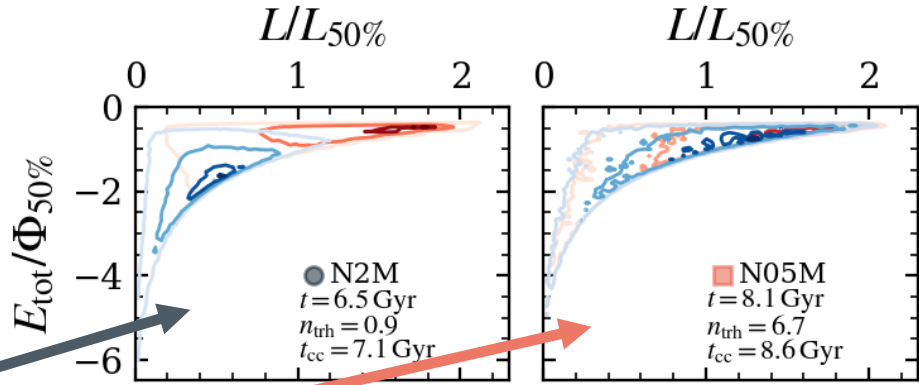 L/L50% L/L50%
0 1 2 0 1 2
0
−2
−4
−6
Etot/Φ50%
N2M
t = 6.5 Gyr
ntrh = 0.9
tcc = 7.1 Gyr
N05M
t = 8.1 Gyr
ntrh = 6.7
tcc = 8.6 Gyr